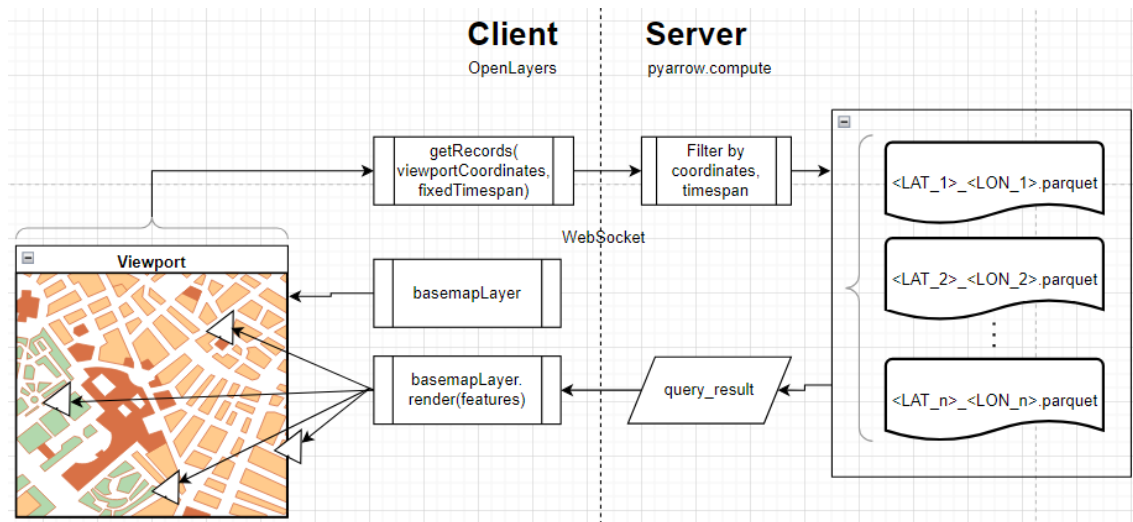 Client
Server
OpenLayers
pyarrow.compute
getRecords(
viewportCoordinates,
fixedTimespan)
Filter by
coordinates,
timespan
<LAT_1>_<LON_1>.parquet
WebSocket
Viewport
basemapLayer
<LAT_2>_<LON_2>.parquet
⋮
basemapLayer.
render(features)
query_result
<LAT_n>_<LON_n>.parquet